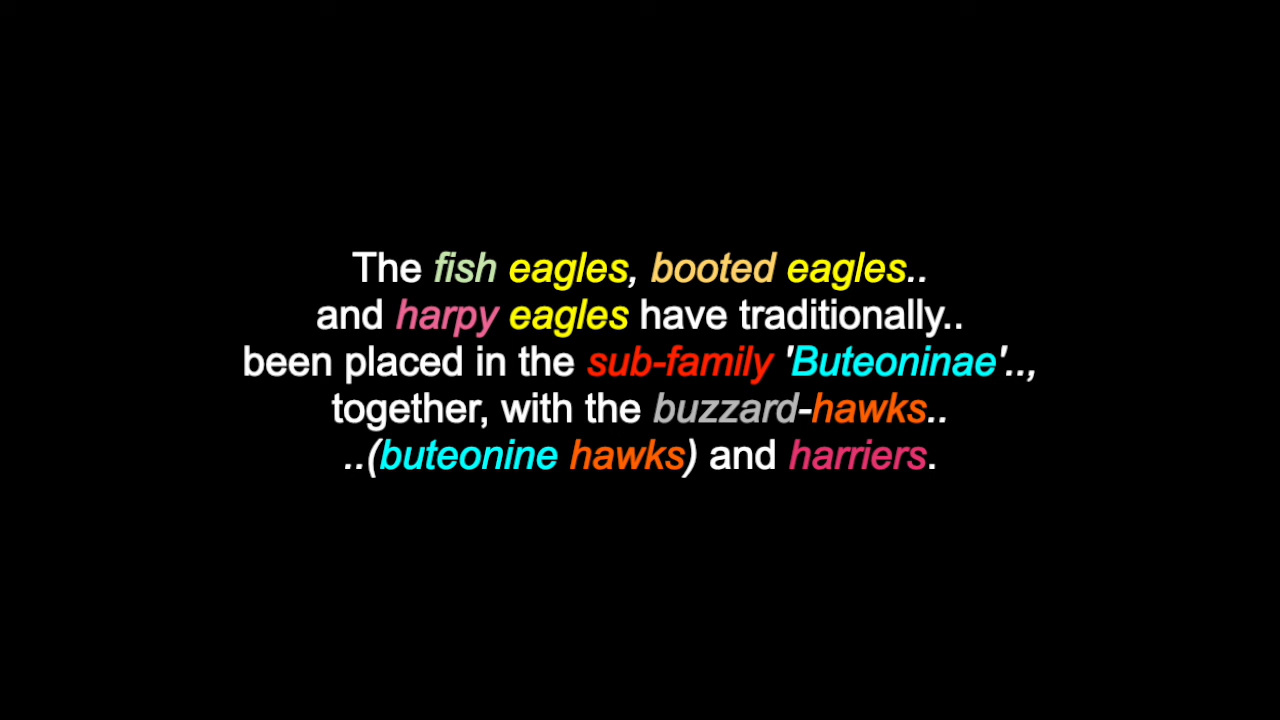 The fish eagles, booted eagles..
and harpy eagles have traditionally..
been placed in the sub-family 'Buteoninae'..,
together, with the buzzard-hawks..
..(buteonine hawks) and harriers.